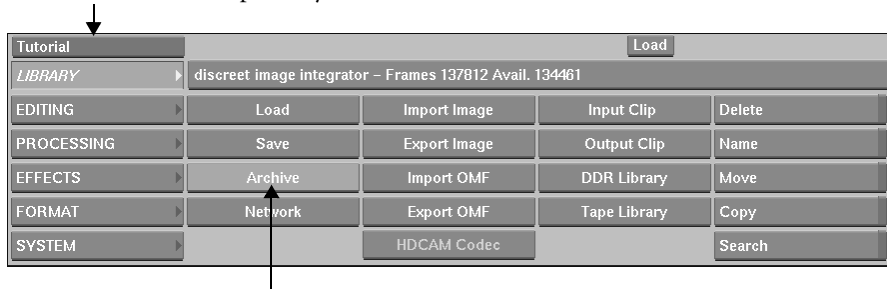 Tutorial Load
LIBRARY discreet image integrator – Frames 137812 Avail. 134461
EDITING Load Import Image Input Clip Delete
PROCESSING Save Export Image Output Clip Name
EFFECTS Archive Import OMF DDR Library Move
FORMAT Network Export OMF Tape Library Copy
SYSTEM HDCAM Codec Search